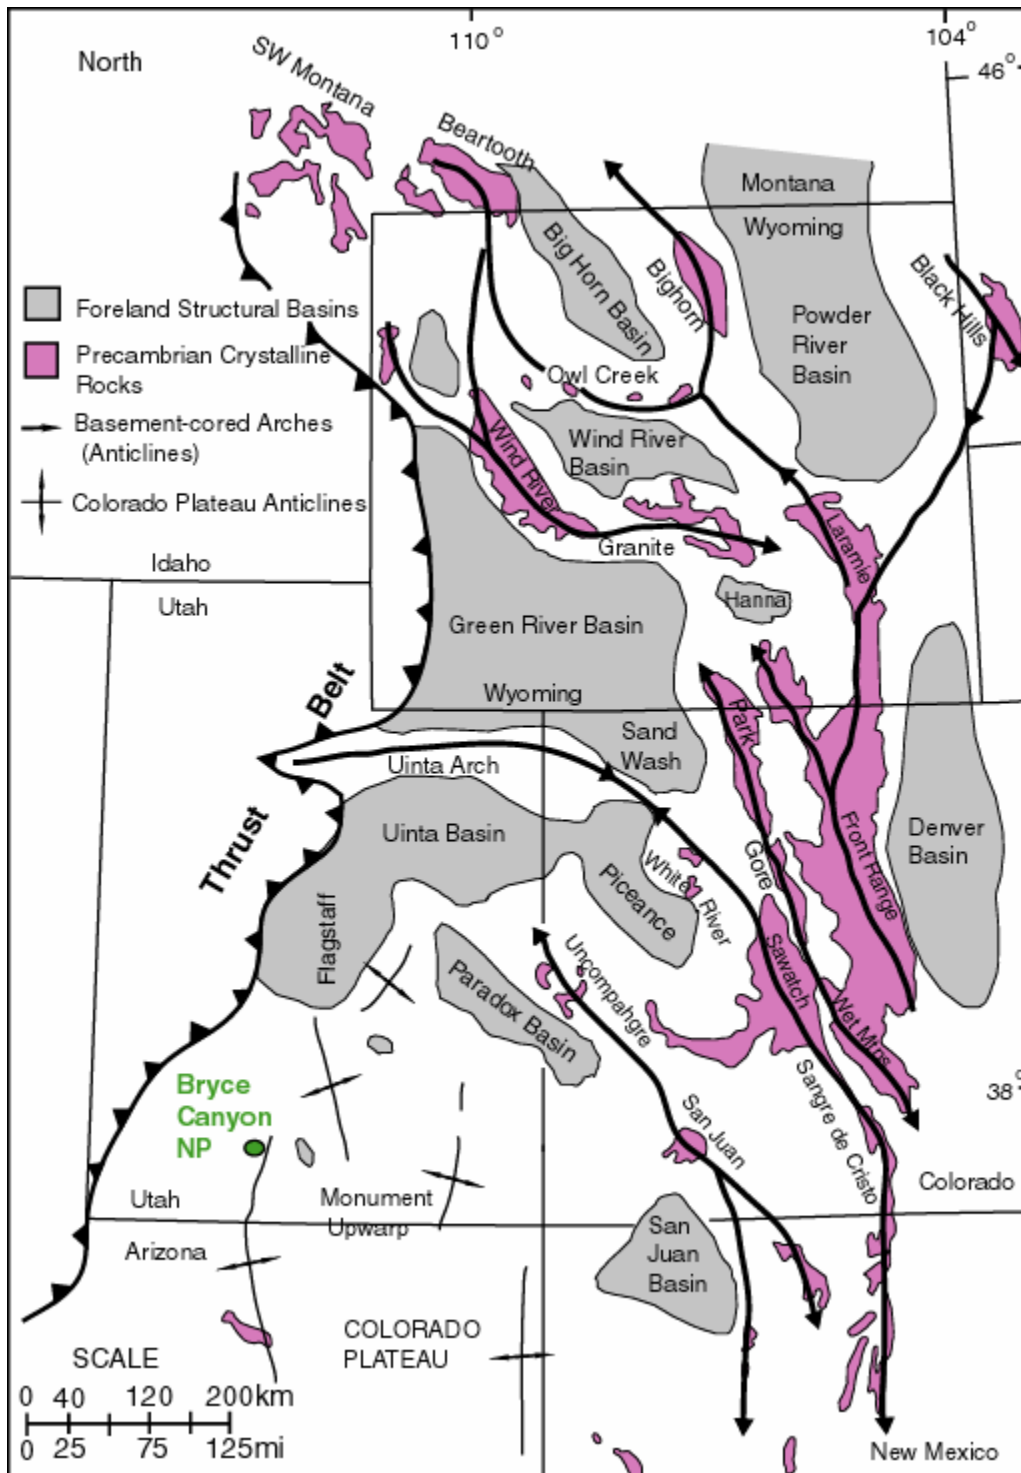 110°
104°
North
46°
SW Montana
Beartooth
Montana
Wyoming
Big Horn Basin
Bighorn
Black Hills
Foreland Structural Basins
Powder
River
Basin
Precambrian Crystalline
Rocks
Owl Creek
Basement-cored Arches
(Anticlines)
Wind River
Wind River
Basin
Colorado Plateau Anticlines
Laramie
Granite
Idaho
Utah
Hanna
Green River Basin
Wyoming
Thrust Belt
Park
Sand
Wash
Uinta Arch
Uinta Basin
Front Range
Denver
Basin
Gore
White River
Piceance
Flagstaff
Sawatch
Uncompahgre
Paradox Basin
Wet Mtns
Bryce
Canyon
NP
38°
Sangre de Cristo
San Juan
Colorado
Utah
Monument
Upwarp
Arizona
San
Juan
Basin
COLORADO
PLATEAU
SCALE
0 40 120 200km
0 25 75 125mi
New Mexico